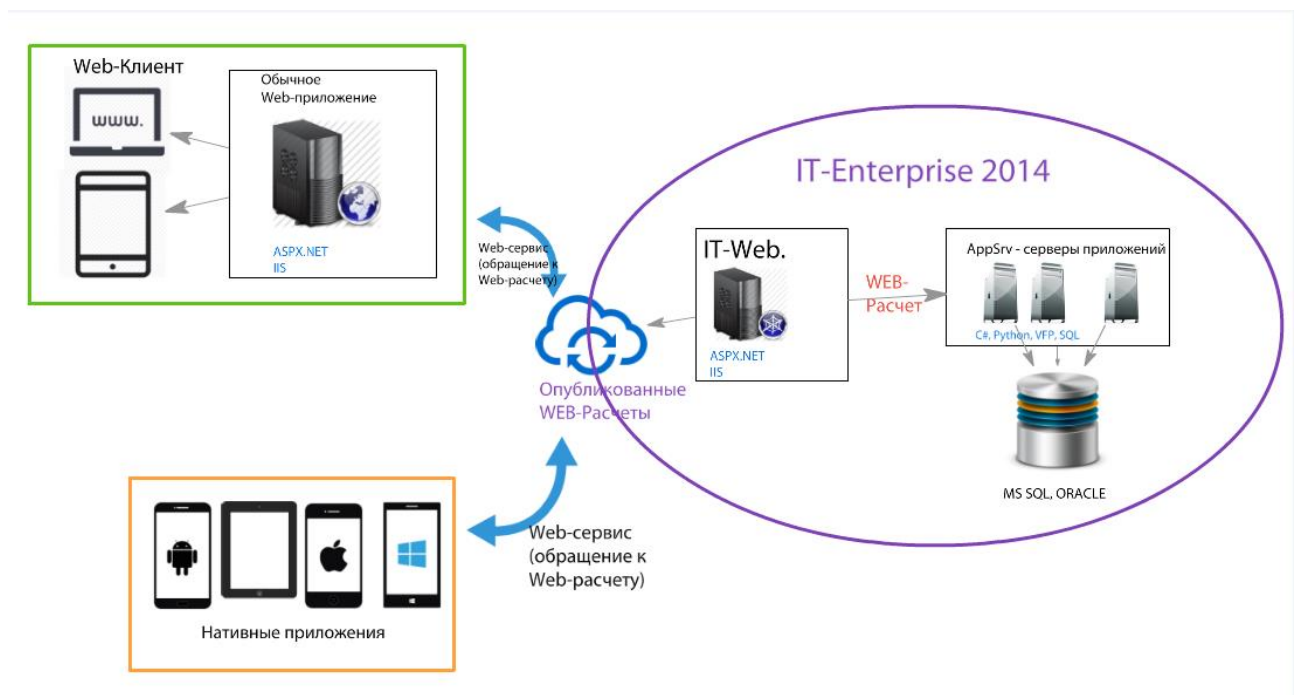 Web-Клиент
www.
Обычное
Web-приложение
ASPX.NET
IIS
Web-сервис
(обращение к
Web-расчету)
Опубликованные
WEB-Расчеты
IT-Enterprise 2014
IT-Web.
ASPX.NET
IIS
WEB-
Расчет
AppSrv - серверы приложений
C#, Python, VFP, SQL
MS SQL, ORACLE
Web-сервис
(обращение к
Web-расчету)
Нативные приложения